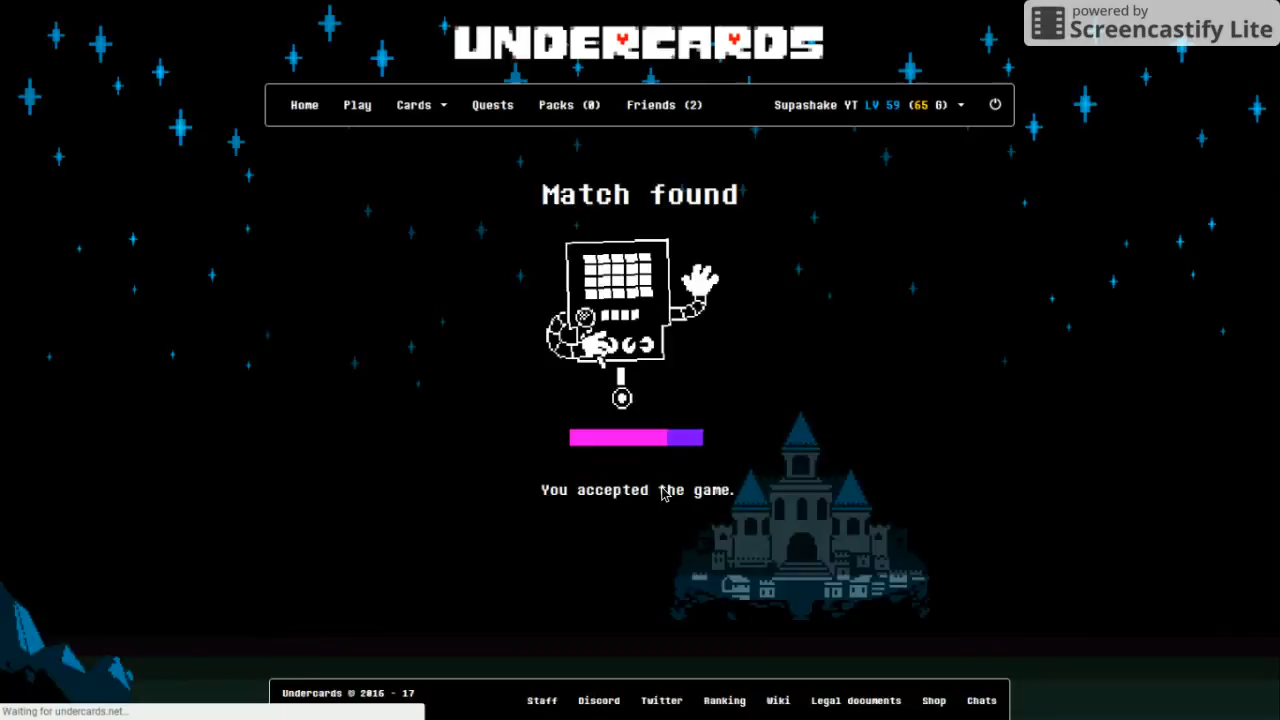 powered by
Screencastify Lite
UNDERCARDS
Home Play Cards Quests Packs (0) Friends (2) Supashake YT LV 59 (65 G)
Match found
You accepted the game.
Undercards © 2016 - 17 Staff Discord Twitter Ranking Wiki Legal documents Shop Chats
Waiting for undercards.net...